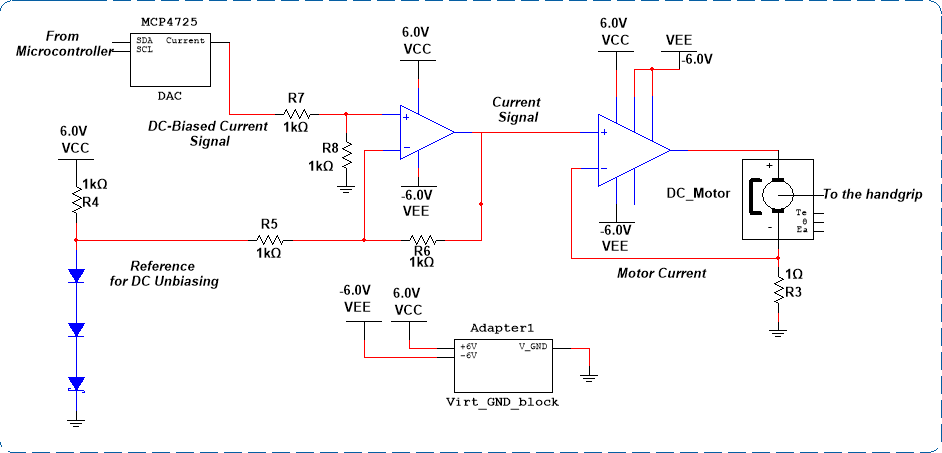 MCP4725
From
Microcontroller
SDA
SCL
Current
DAC
DC-Biased Current
Signal
R7
1kΩ
R8
1kΩ
6.0V
VCC
+
−
-6.0V
VEE
Current
Signal
6.0V
VCC
VEE
-6.0V
+
−
-6.0V
VEE
DC_Motor
+
-
Te
θ
Ea
To the handgrip
6.0V
VCC
1kΩ
R4
R5
1kΩ
R6
1kΩ
Reference
for DC Unbiasing
Motor Current
1Ω
R3
-6.0V
VEE
6.0V
VCC
Adapter1
+6V
-6V
V_GND
Virt_GND_block